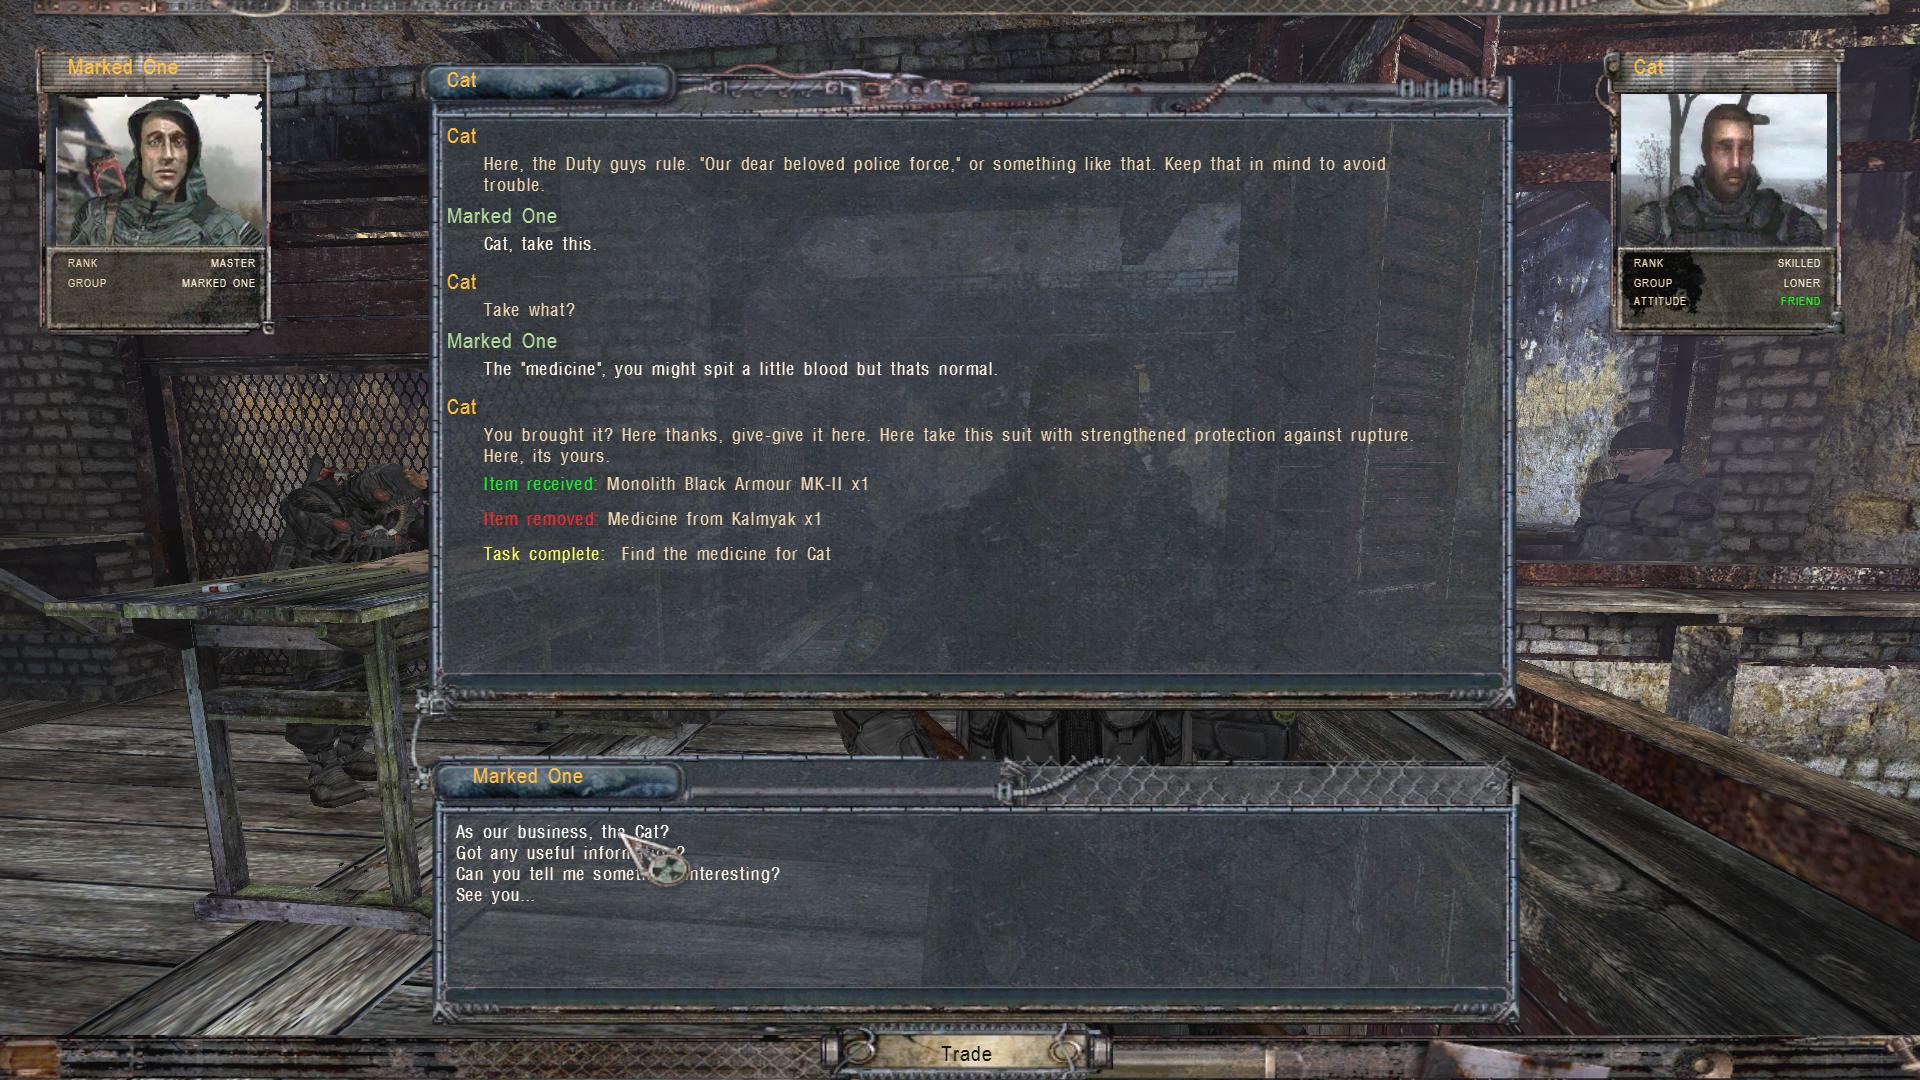 Marked One
RANK MASTER
GROUP MARKED ONE
Cat
Cat
Here, the Duty guys rule. "Our dear beloved police force," or something like that. Keep that in mind to avoid
trouble.
Marked One
Cat, take this.
Cat
Take what?
Marked One
The "medicine", you might spit a little blood but thats normal.
Cat
You brought it? Here thanks, give-give it here. Here take this suit with strengthened protection against rupture.
Here, its yours.
Item received: Monolith Black Armour MK-II x1
Item removed: Medicine from Kalmyak x1
Task complete: Find the medicine for Cat
Cat
RANK SKILLED
GROUP LONER
ATTITUDE FRIEND
Marked One
As our business, the Cat?
Got any useful
Can you tell me
See you...
Trade